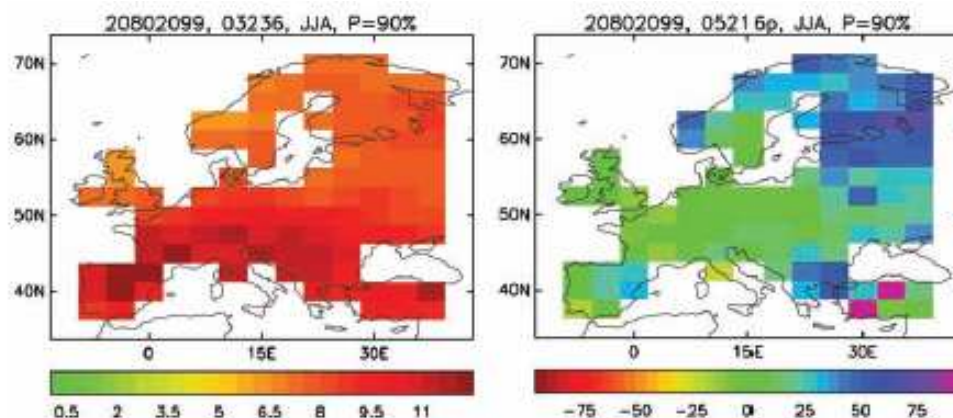 20802099, 03236, JJA, P=90%
70N
60N
50N
40N
0 15E 30E
0.5 2 3.5 5 6.5 8 9.5 11
20802099, 05216p, JJA, P=90%
70N
60N
50N
40N
0 15E 30E
-75 -50 -25 0 25 50 75